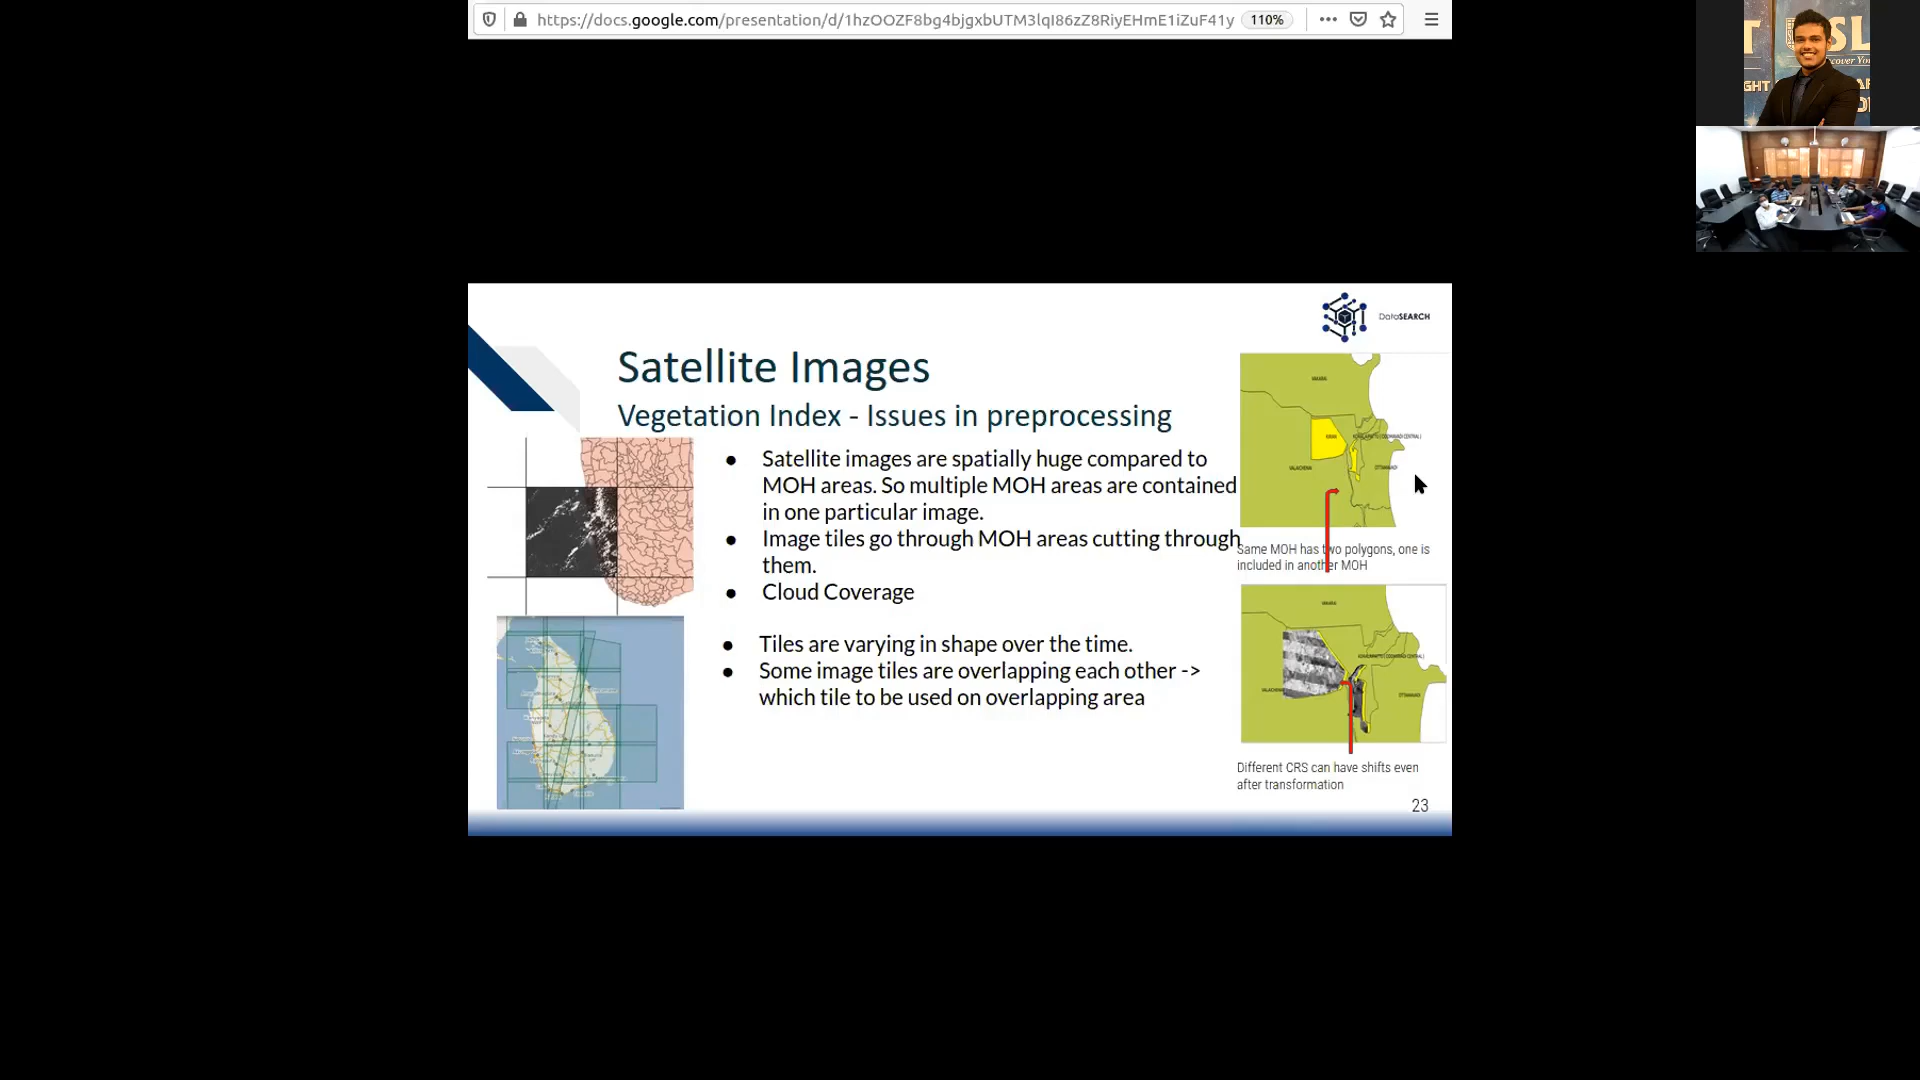 https://docs.google.com/presentation/d/1hzOOZF8bg4bjgxbUTM3lqI86zZ8RiyEHmE1iZuF41y
110%
DataSEARCH
Satellite Images
Vegetation Index - Issues in preprocessing
● Satellite images are spatially huge compared to
MOH areas. So multiple MOH areas are contained
in one particular image.
● Image tiles go through MOH areas cutting through
them.
● Cloud Coverage
● Tiles are varying in shape over the time.
● Some image tiles are overlapping each other ->
which tile to be used on overlapping area
Same MOH has two polygons, one is
included in another MOH
Different CRS can have shifts even
after transformation
23